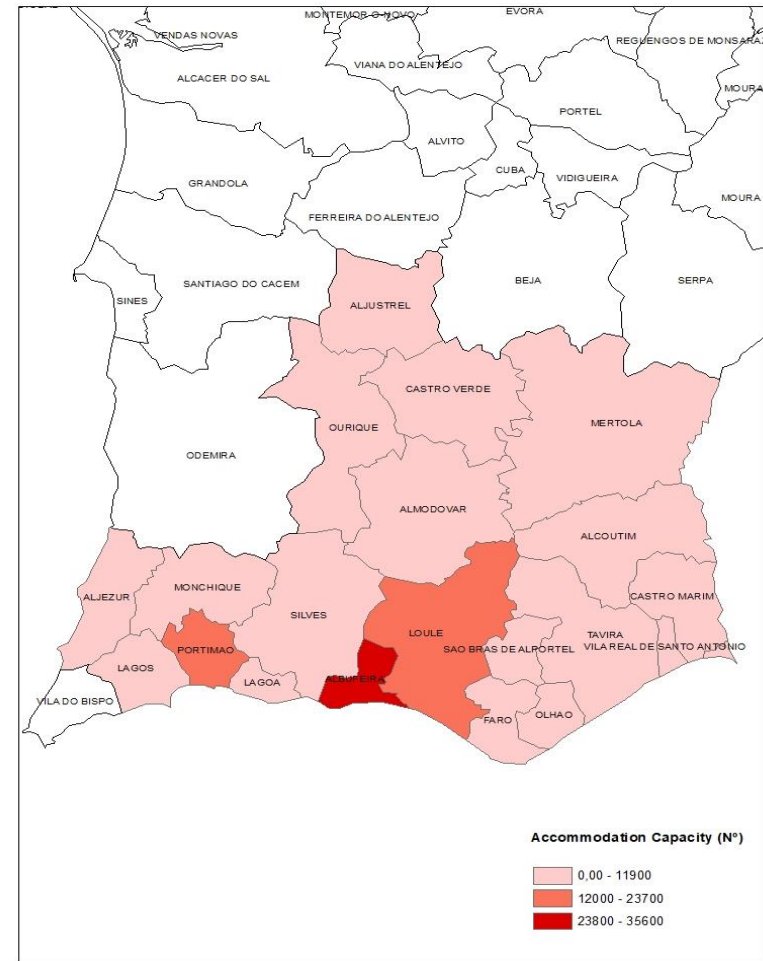 MONTEMOR-O-NOVO
EVORA
VENDAS NOVAS
REGUENGOS DE MONSARAZ
VIANA DO ALENTEJO
ALCACER DO SAL
MOURA
PORTEL
ALVITO
CUBA
VIDIGUEIRA
GRANDOLA
MOURA
FERREIRA DO ALENTEJO
SANTIAGO DO CACEM
BEJA
SERPA
SINES
ALJUSTREL
CASTRO VERDE
MERTOLA
OURIQUE
ODEMIRA
ALMODOVAR
ALCOUTIM
MONCHIQUE
ALJEZUR
CASTRO MARIM
SILVES
LOULE
TAVIRA
SAO BRAS DE ALPORTEL
VILA REAL DE SANTO ANTONIO
PORTIMAO
LAGOS
ALBUFEIRA
LAGOA
VILA DO BISPO
FARO
OLHAO
Accommodation Capacity (Nº)
0,00 - 11900
12000 - 23700
23800 - 35600